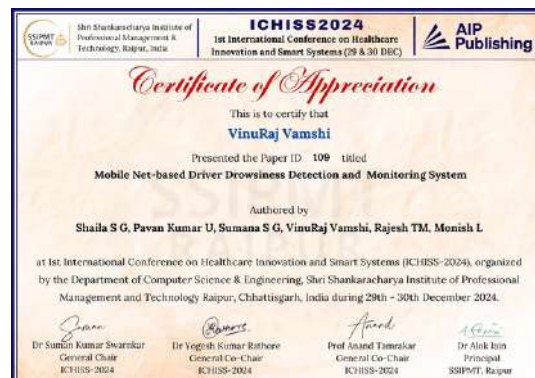 SSIPMT
RAIPUR
Shri Shankaracharya Institute of
Professional Management &
Technology, Raipur, India
ICHISS2024
1st International Conference on Healthcare
Innovation and Smart Systems (29 & 30 DEC)
AIP
Publishing
Certificate of Appreciation
This is to certify that
VinuRaj Vamshi
Presented the Paper ID 109 titled
Mobile Net-based Driver Drowsiness Detection and Monitoring System
Authored by
Shaila S G, Pavan Kumar U, Sumana S G, VinuRaj Vamshi, Rajesh TM, Monish L
at 1st International Conference on Healthcare Innovation and Smart Systems (ICHISS-2024), organized
by the Department of Computer Science & Engineering, Shri Shankaracharya Institute of Professional
Management and Technology Raipur, Chhattisgarh, India during 29th - 30th December 2024.
Suman
Rathore
Anand
Dr Suman Kumar Swarnkar
General Chair
ICHISS-2024
Dr Yogesh Kumar Rathore
General Co-Chair
ICHISS-2024
Prof Anand Tamrakar
General Co-Chair
ICHISS-2024
Dr Alok Jain
Principal
SSIPMT, Raipur